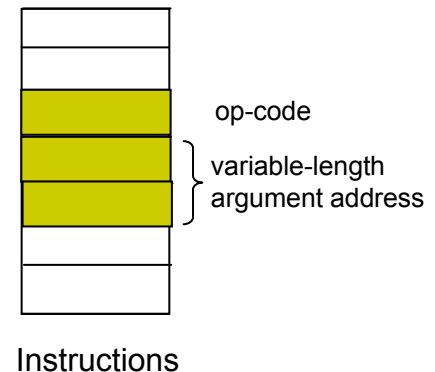 op-code
variable-length
argument address
Instructions